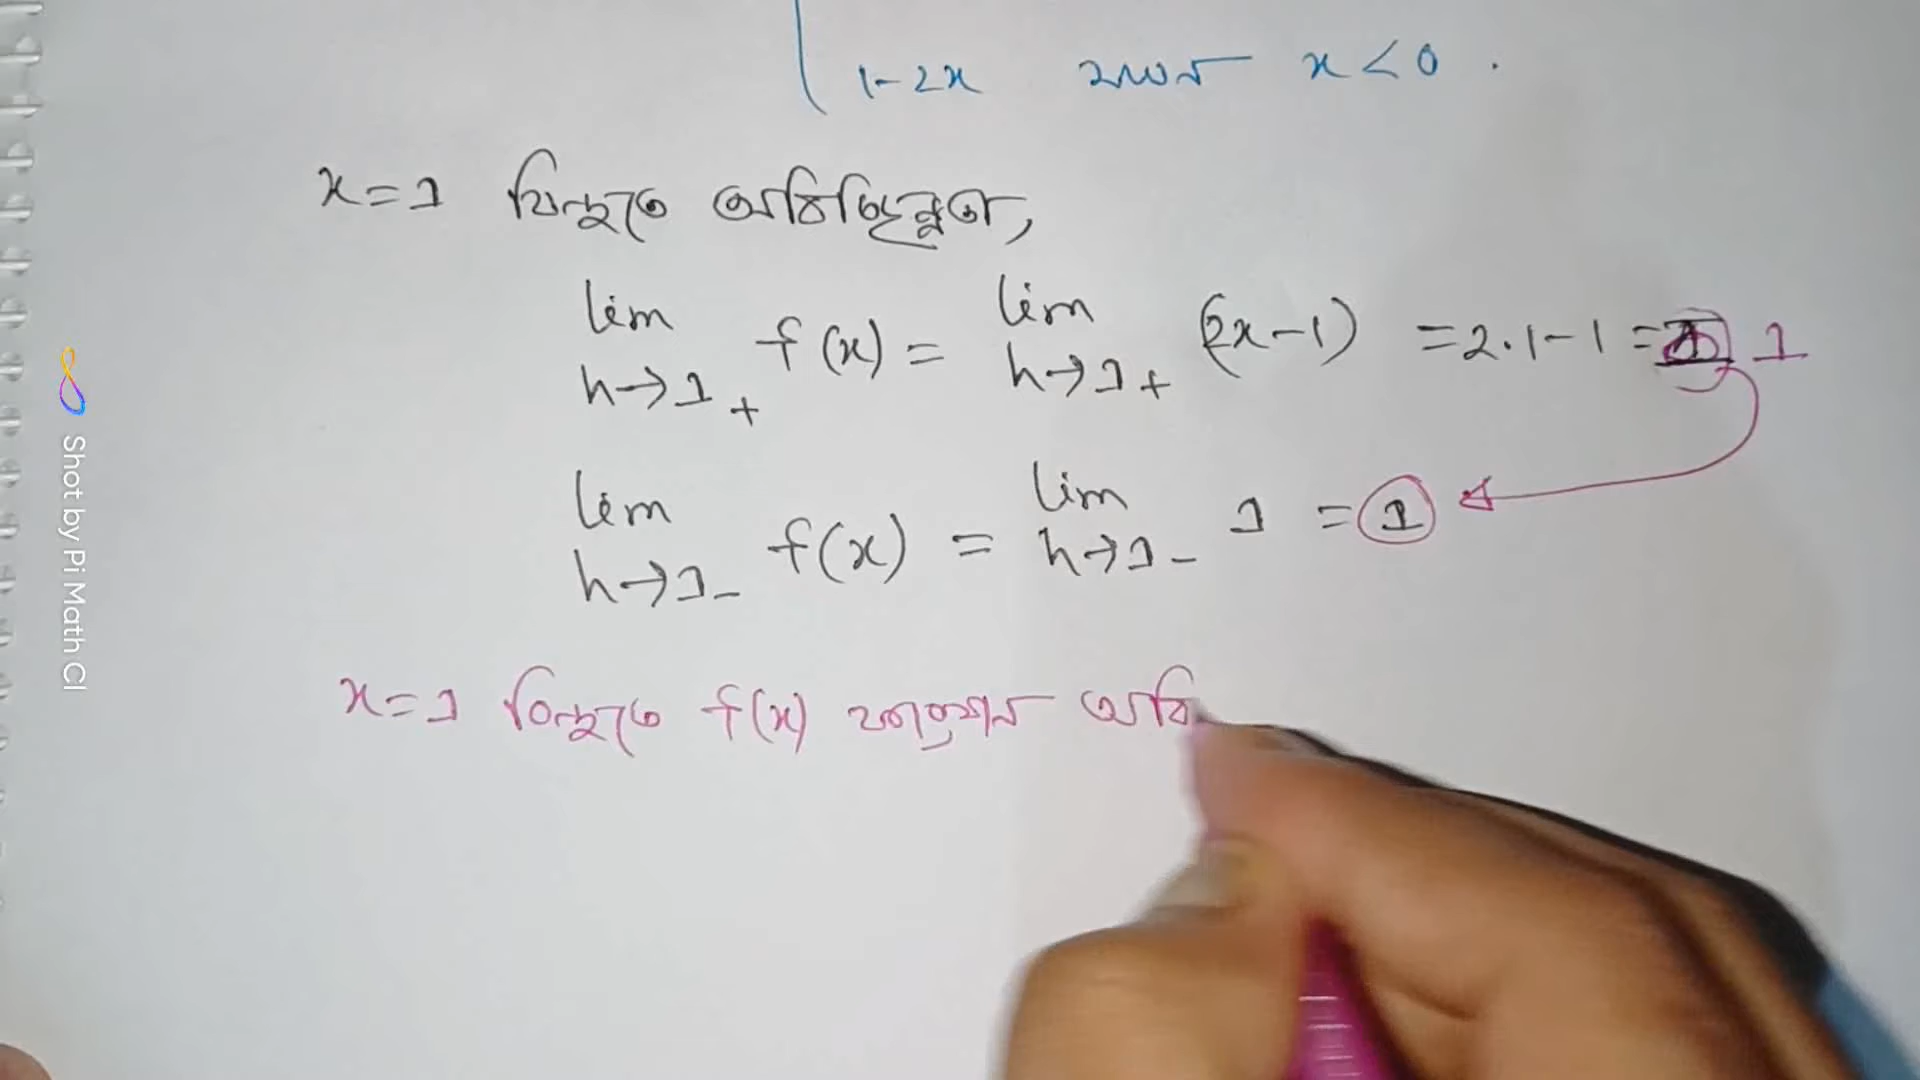 1-2x যখন x<0 .
x=1 বিন্দুতে অবিচ্ছিন্নতা,
lim h→1+ f(x) = lim h→1+ (2x-1) = 2.1-1 = 1
lim h→1- f(x) = lim h→1- 1 = 1
x=1 বিন্দুতে f(x) ফাংশন অবি
Shot by Pi Math Cl